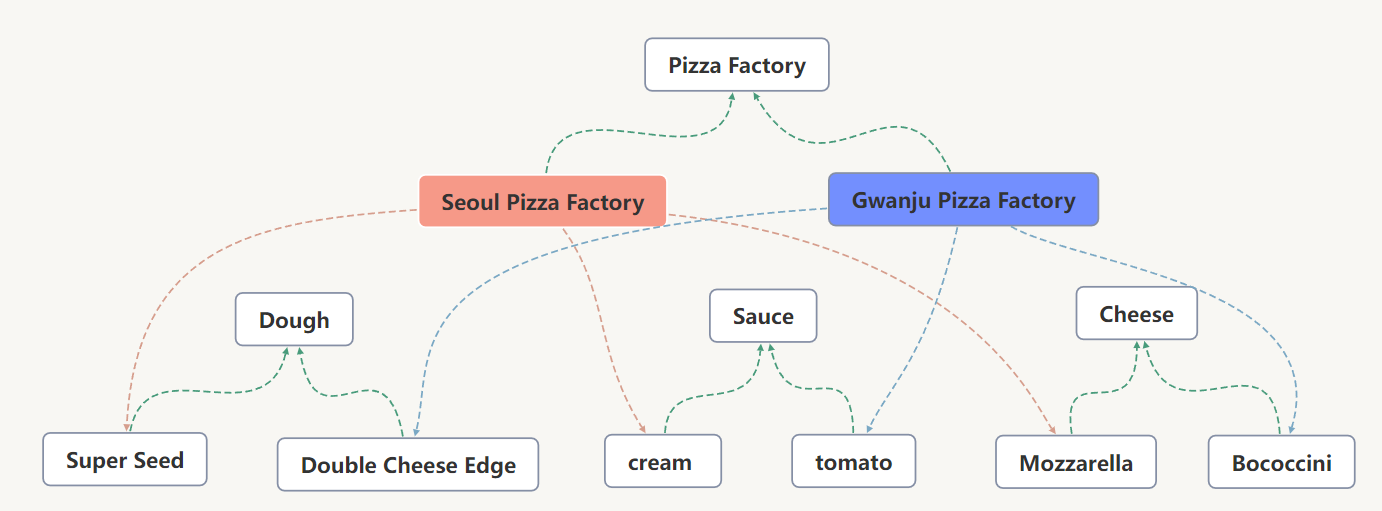 Pizza Factory
Seoul Pizza Factory
Gwanju Pizza Factory
Dough
Sauce
Cheese
Super Seed
Double Cheese Edge
cream
tomato
Mozzarella
Bococcini